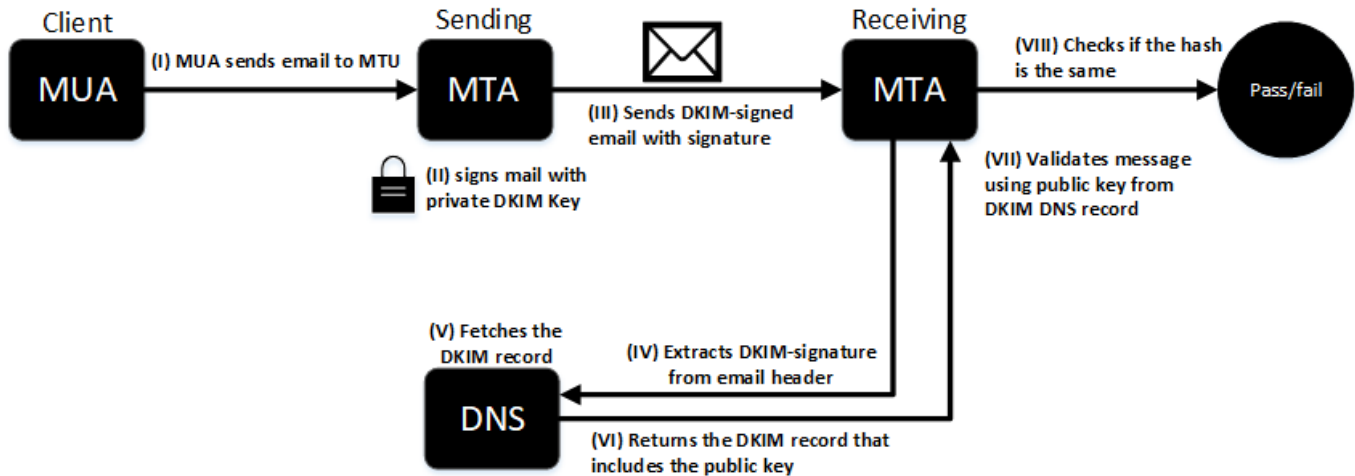 Client
MUA
(I) MUA sends email to MTU
Sending
MTA
(II) signs mail with
private DKIM Key
(III) Sends DKIM-signed
email with signature
Receiving
MTA
(VIII) Checks if the hash
is the same
Pass/fail
(VII) Validates message
using public key from
DKIM DNS record
(V) Fetches the
DKIM record
(IV) Extracts DKIM-signature
from email header
DNS
(VI) Returns the DKIM record that
includes the public key